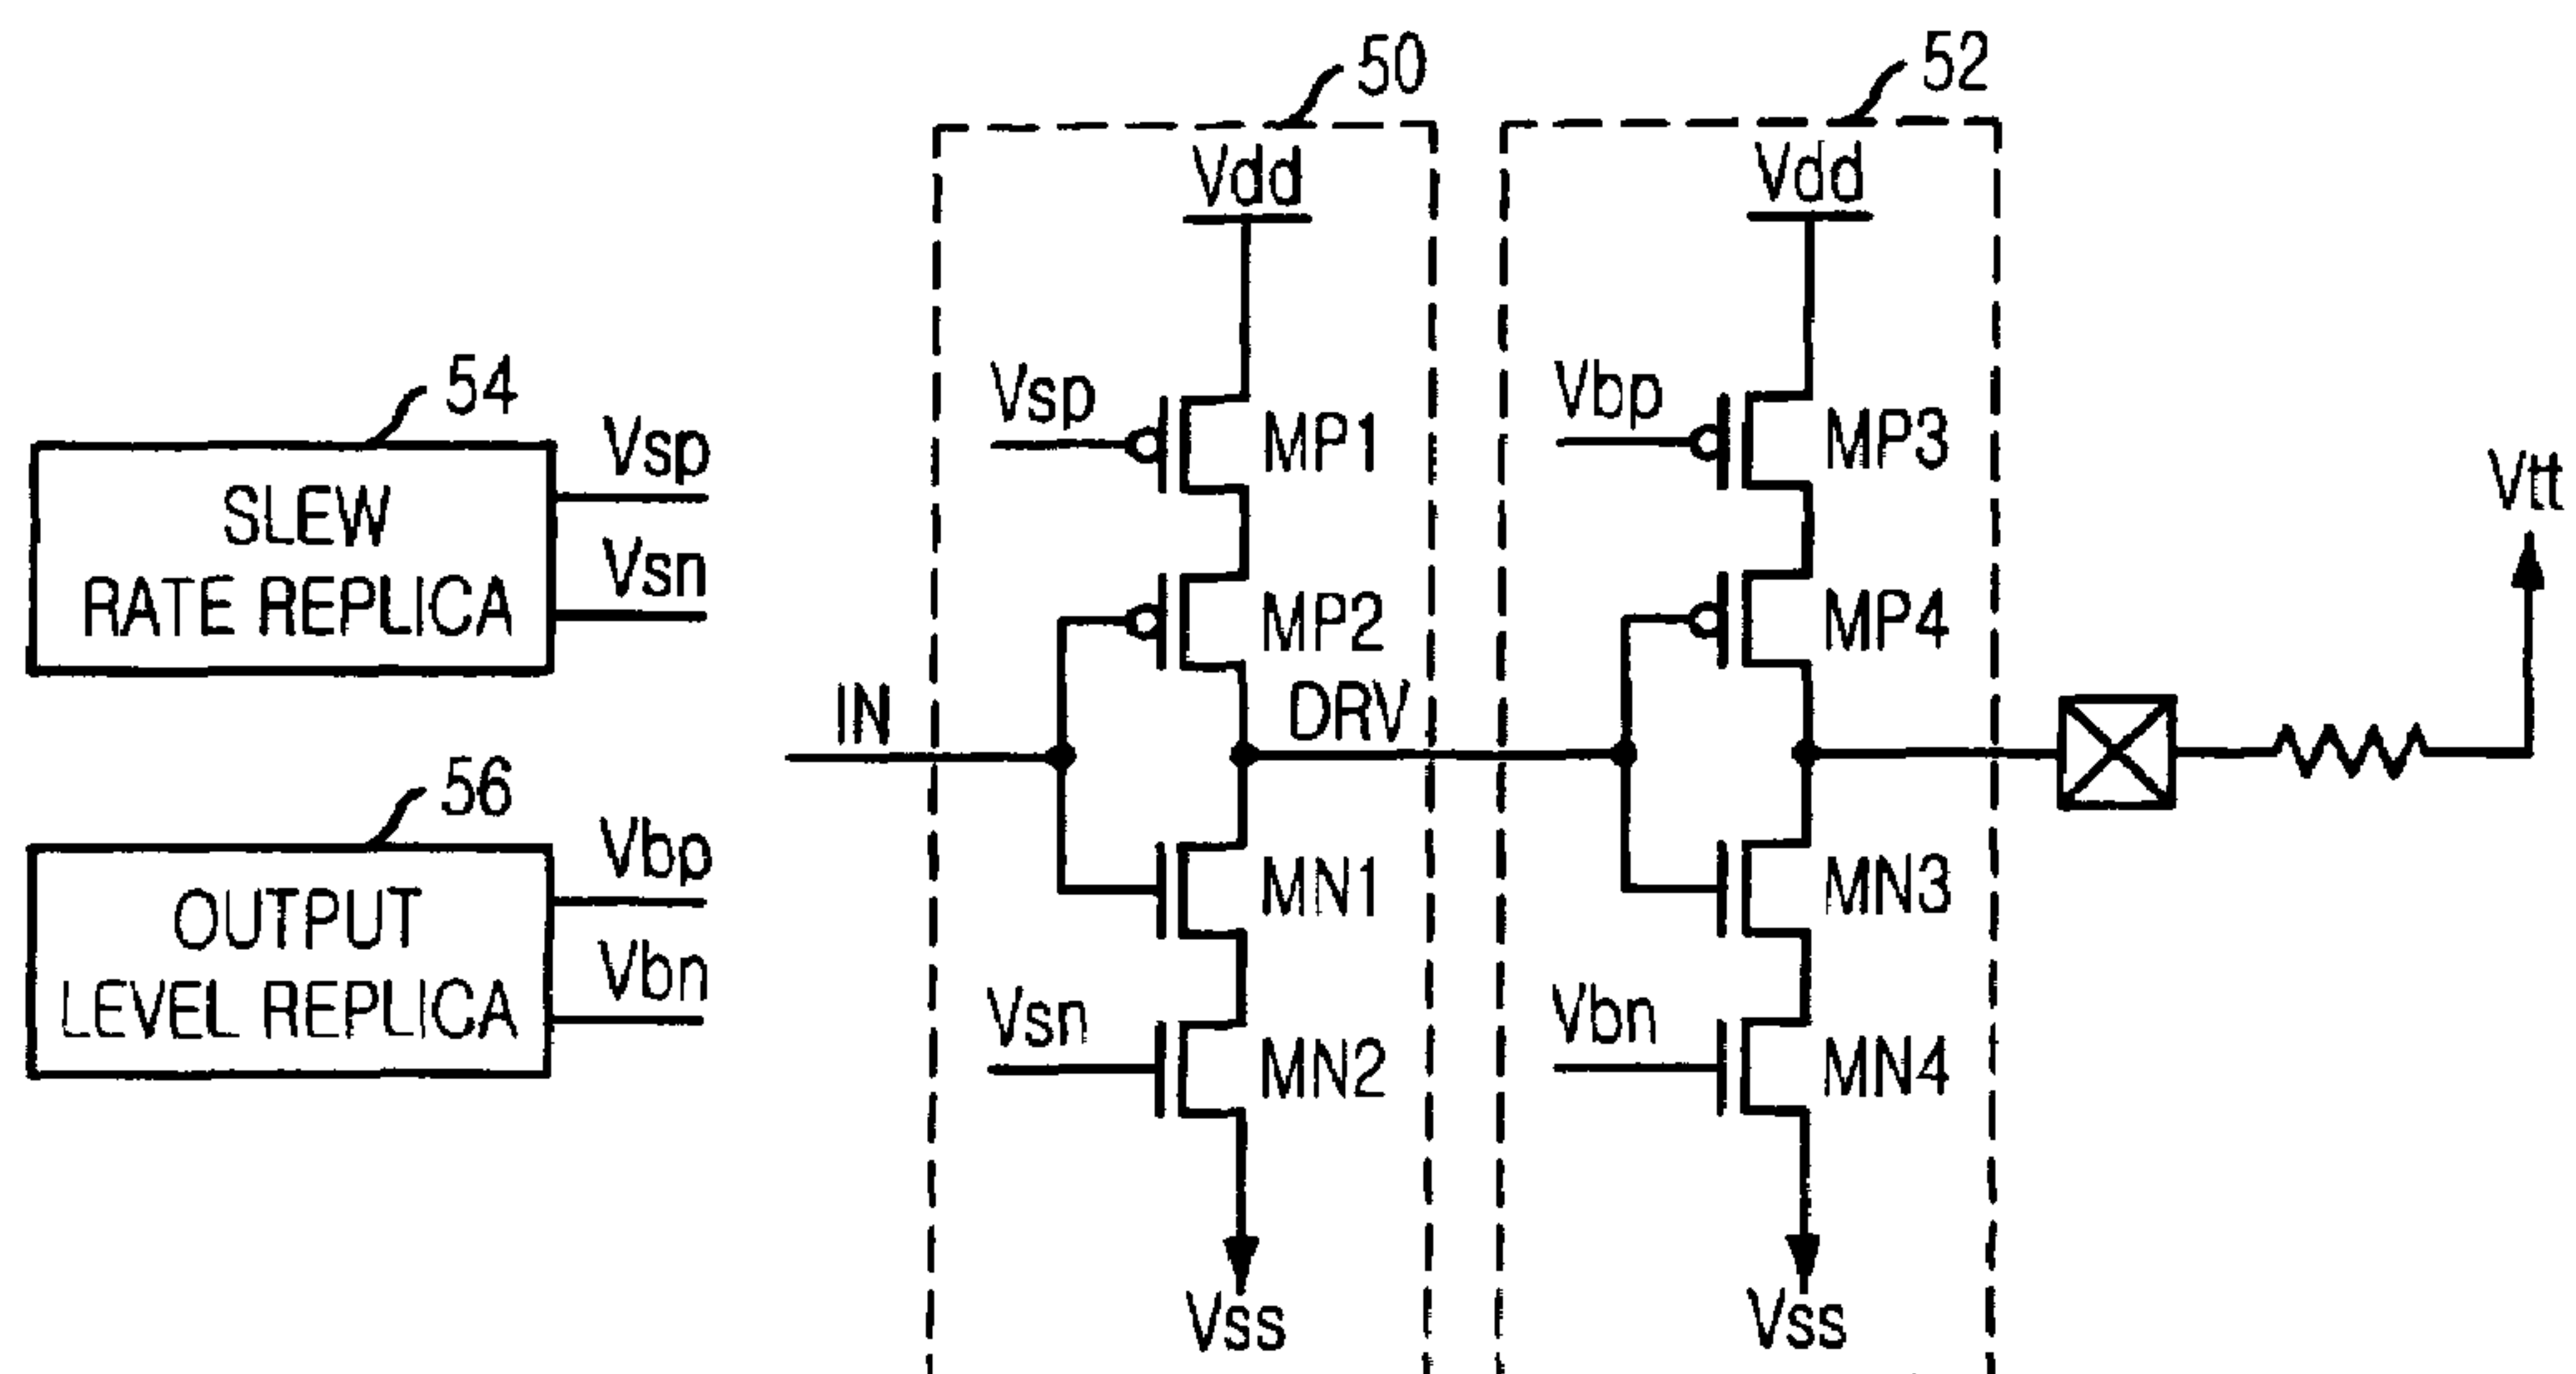 50
52
Vdd
Vdd
54
Vsp
Vsn
SLEW
RATE REPLICA
Vsp
MP1
Vbp
MP3
Vtt
MP2
MP4
IN
DRV
56
Vbp
Vbn
OUTPUT
LEVEL REPLICA
MN1
MN3
Vsn
MN2
Vbn
MN4
Vss
Vss